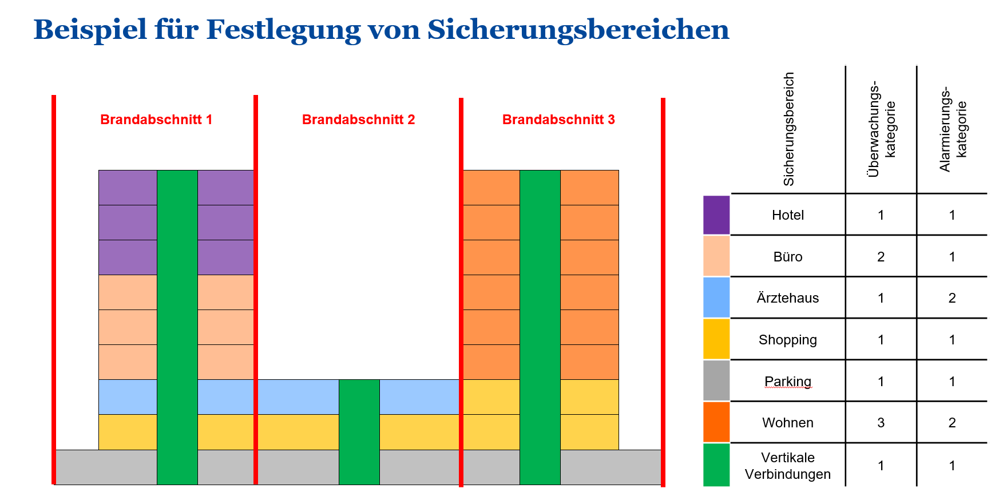 Beispiel für Festlegung von Sicherungsbereichen
Brandabschnitt 1
Brandabschnitt 2
Brandabschnitt 3
Sicherungsbereich
Überwachungs-
kategorie
Alarmierungs-
kategorie
Hotel 1 1
Büro 2 1
Ärztehaus 1 2
Shopping 1 1
Parking 1 1
Wohnen 3 2
Vertikale
Verbindungen 1 1